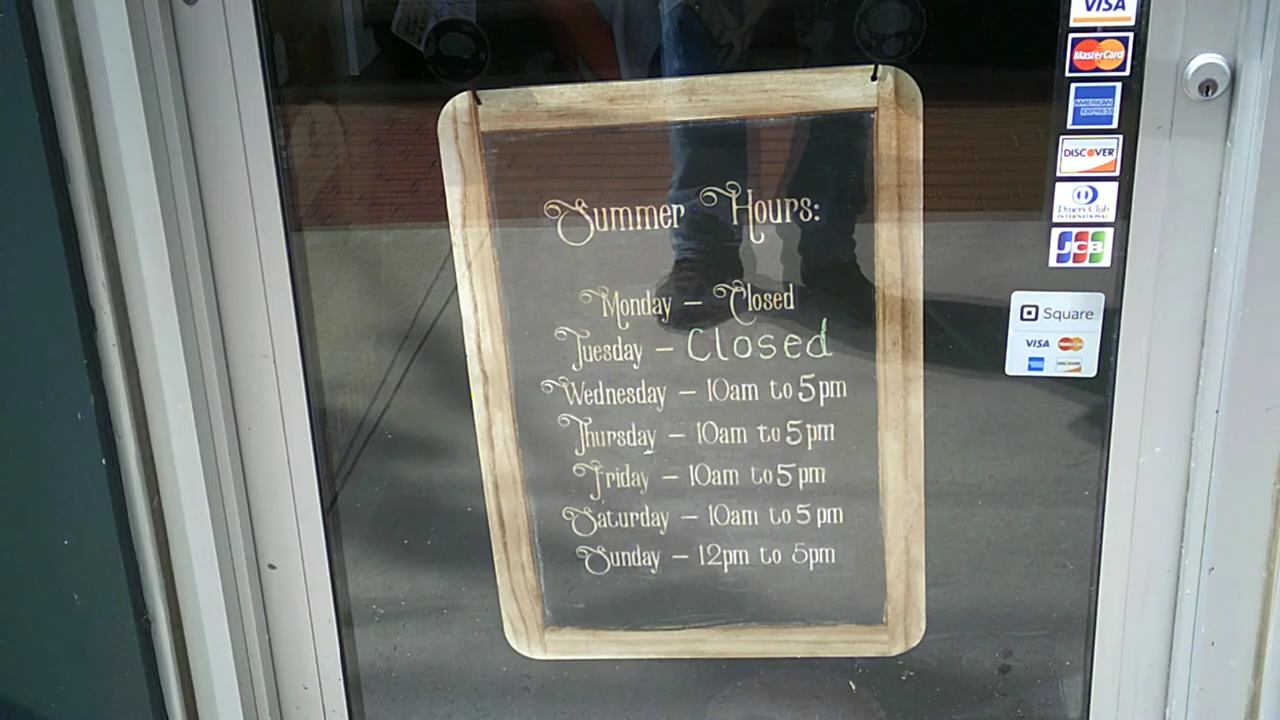 Summer Hours:
Monday – Closed
Tuesday – Closed
Wednesday – 10am to 5pm
Thursday – 10am to 5pm
Friday – 10am to 5pm
Saturday – 10am to 5pm
Sunday – 12pm to 5pm
VISA
MasterCard
AMERICAN EXPRESS
DISCOVER
Diners Club
INTERNATIONAL
JCB
Square
VISA
DISCOVER